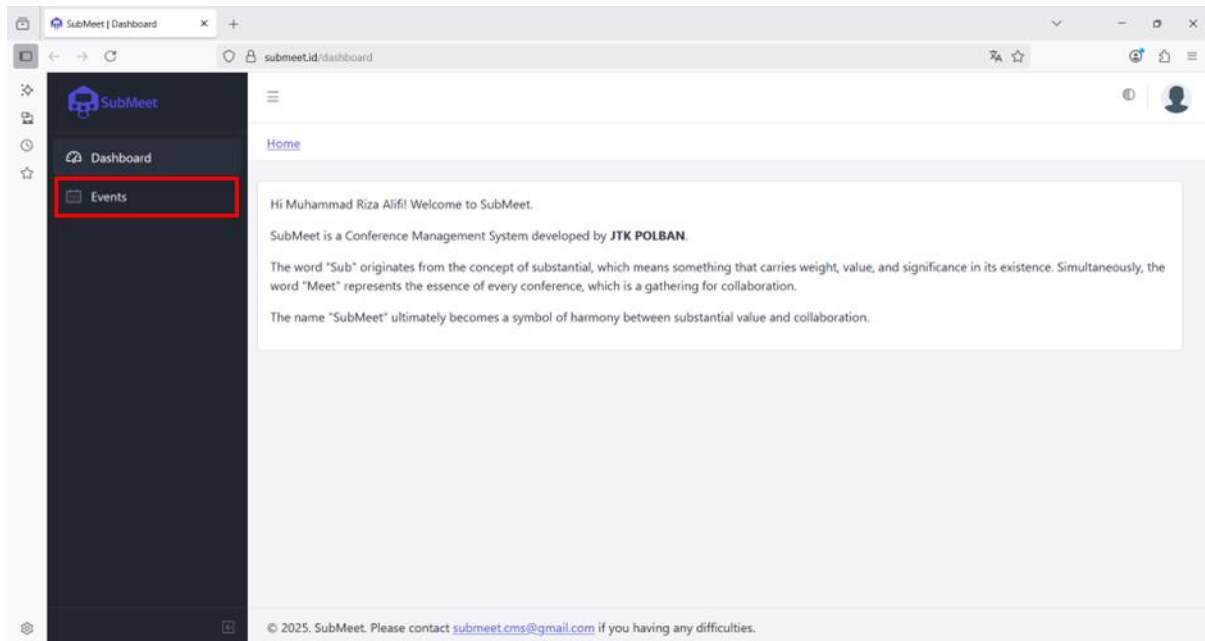 SubMeet | Dashboard
submeet.id/dashboard
SubMeet
Dashboard
Events
Home
Hi Muhammad Riza Alifi! Welcome to SubMeet.
SubMeet is a Conference Management System developed by JTK POLBAN.
The word "Sub" originates from the concept of substantial, which means something that carries weight, value, and significance in its existence. Simultaneously, the
word "Meet" represents the essence of every conference, which is a gathering for collaboration.
The name "SubMeet" ultimately becomes a symbol of harmony between substantial value and collaboration.
© 2025. SubMeet. Please contact submeet.cms@gmail.com if you having any difficulties.